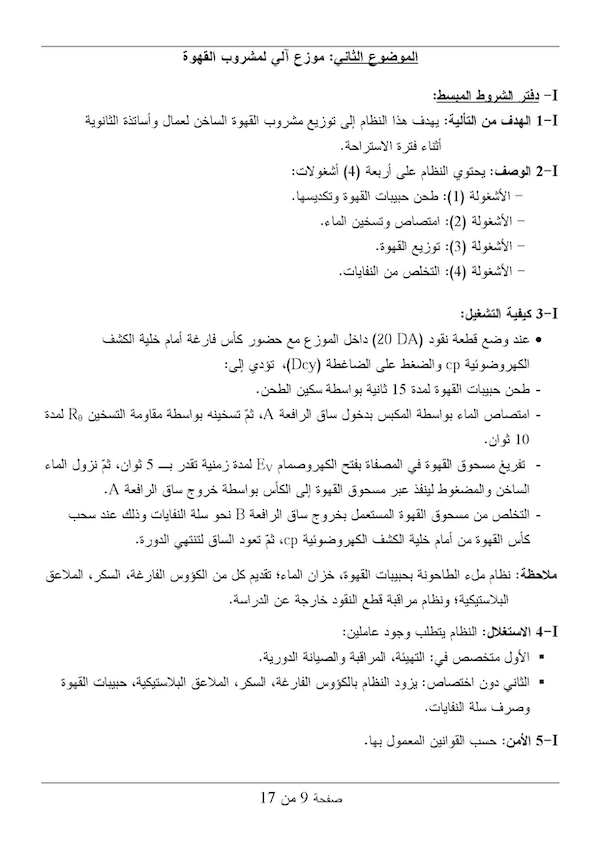 الموضوع الثاني: موزع آلي لمشروب القهوة
I- دفتر الشروط المبسط:
I-1 الهدف من التألية: يهدف هذا النظام إلى توزيع مشروب القهوة الساخن لعمال وأساتذة الثانوية
أثناء فترة الاستراحة.
I-2 الوصف: يحتوي النظام على أربعة (4) أشغولات:
– الأشغولة (1): طحن حبيبات القهوة وتكديسها.
– الأشغولة (2): امتصاص وتسخين الماء.
– الأشغولة (3): توزيع القهوة.
– الأشغولة (4): التخلص من النفايات.
I-3 كيفية التشغيل:
• عند وضع قطعة نقود (20 DA) داخل الموزع مع حضور كأس فارغة أمام خلية الكشف
الكهروضوئية cp والضغط على الضاغطة (Dcy)، تؤدي إلى:
- طحن حبيبات القهوة لمدة 15 ثانية بواسطة سكين الطحن.
- امتصاص الماء بواسطة المكبس بدخول ساق الرافعة A، ثمّ تسخينه بواسطة مقاومة التسخين R₀ لمدة
10 ثوان.
- تفريغ مسحوق القهوة في المصفاة بفتح الكهروصمام Eᵥ لمدة زمنية تقدر بـــ 5 ثوان، ثمّ نزول الماء
الساخن والمضغوط لينفذ عبر مسحوق القهوة إلى الكأس بواسطة خروج ساق الرافعة A.
- التخلص من مسحوق القهوة المستعمل بخروج ساق الرافعة B نحو سلة النفايات وذلك عند سحب
كأس القهوة من أمام خلية الكشف الكهروضوئية cp، ثمّ تعود الساق لتنتهي الدورة.
ملاحظة: نظام ملء الطاحونة بحبيبات القهوة، خزان الماء؛ تقديم كل من الكؤوس الفارغة، السكر، الملاعق
البلاستيكية؛ ونظام مراقبة قطع النقود خارجة عن الدراسة.
I-4 الاستغلال: النظام يتطلب وجود عاملين:
▪ الأول متخصص في: التهيئة، المراقبة والصيانة الدورية.
▪ الثاني دون اختصاص: يزود النظام بالكؤوس الفارغة، السكر، الملاعق البلاستيكية، حبيبات القهوة
وصرف سلة النفايات.
I-5 الأمن: حسب القوانين المعمول بها.
صفحة 9 من 17